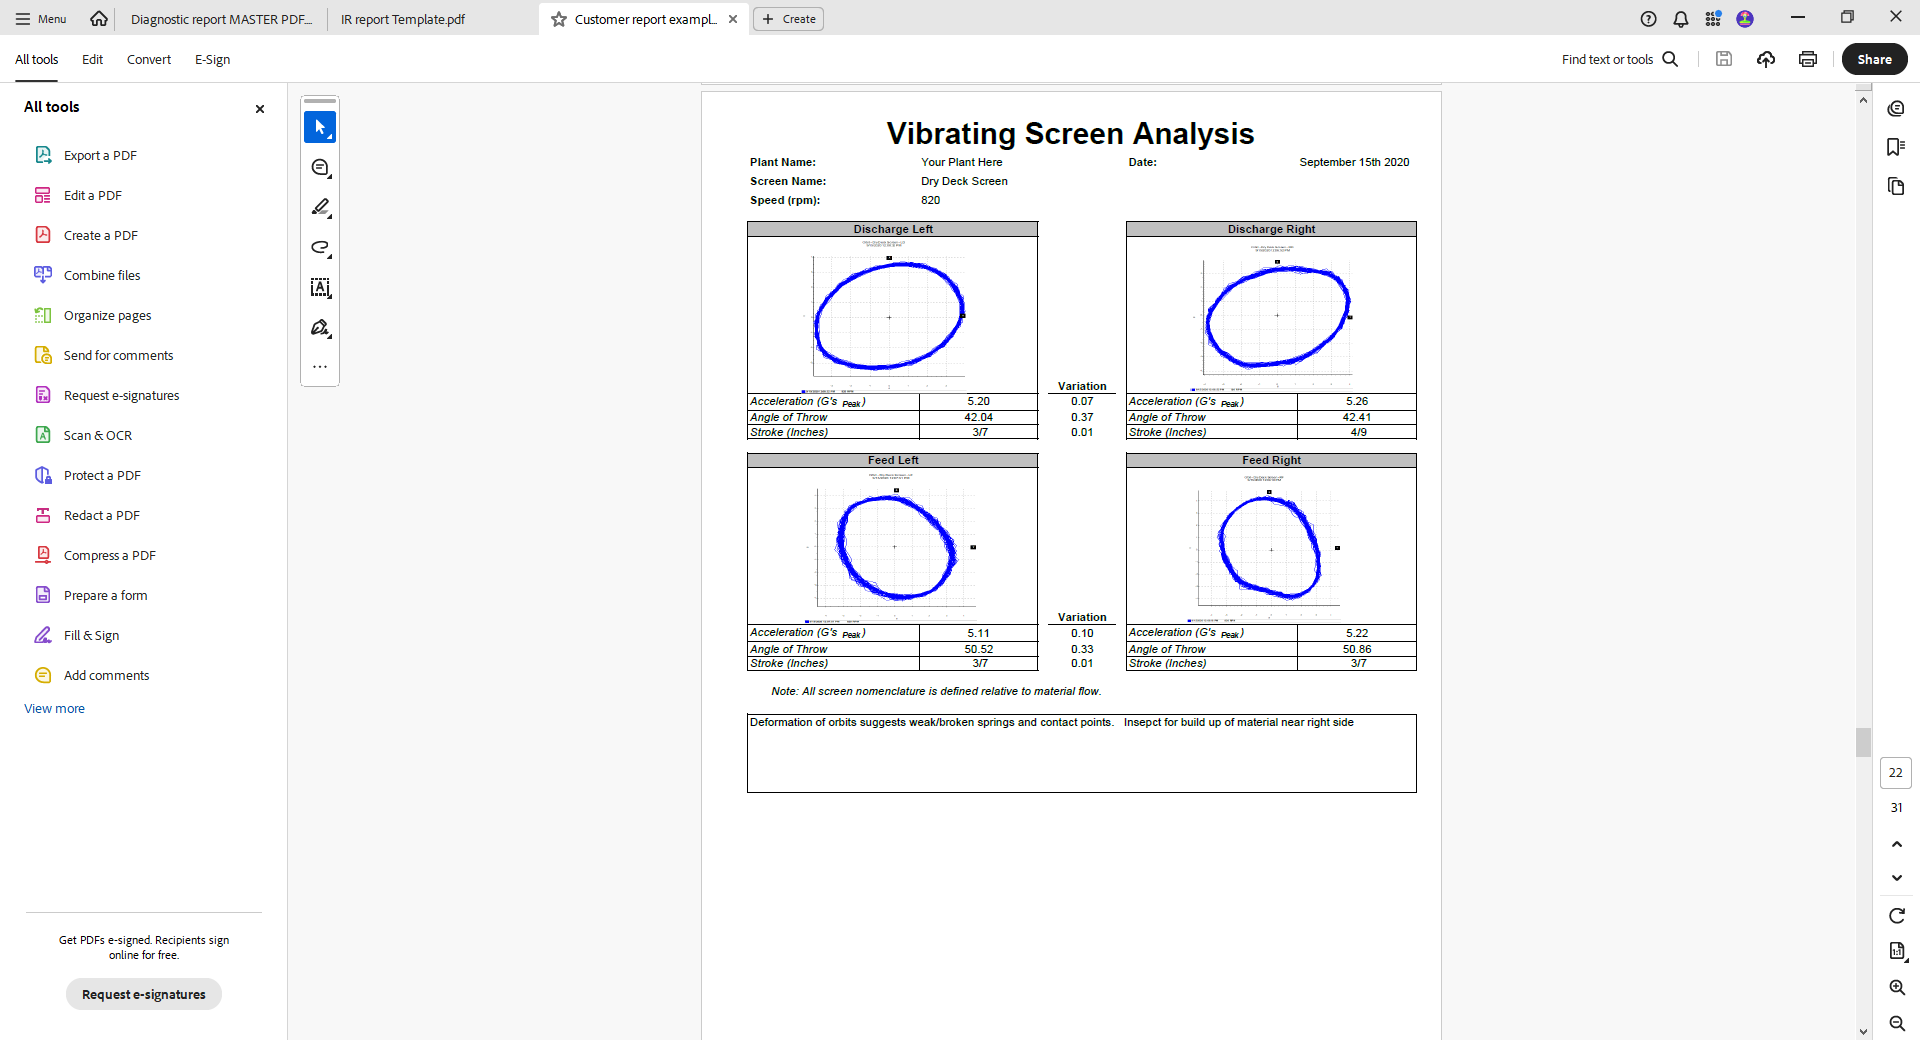 Menu
Diagnostic report MASTER PDF...
IR report Template.pdf
Customer report exampl...
Create
All tools
Edit
Convert
E-Sign
Find text or tools
Share
All tools
Export a PDF
Edit a PDF
Create a PDF
Combine files
Organize pages
Send for comments
Request e-signatures
Scan & OCR
Protect a PDF
Redact a PDF
Compress a PDF
Prepare a form
Fill & Sign
Add comments
View more
Get PDFs e-signed. Recipients sign
online for free.
Request e-signatures
Vibrating Screen Analysis
Plant Name: Your Plant Here Date: September 15th 2020
Screen Name: Dry Deck Screen
Speed (rpm): 820
Discharge Left Discharge Right
Variation
Acceleration (G's Peak) 5.20 0.07 Acceleration (G's Peak) 5.26
Angle of Throw 42.04 0.37 Angle of Throw 42.41
Stroke (Inches) 3/7 0.01 Stroke (Inches) 4/9
Feed Left Feed Right
Variation
Acceleration (G's Peak) 5.11 0.10 Acceleration (G's Peak) 5.22
Angle of Throw 50.52 0.33 Angle of Throw 50.86
Stroke (Inches) 3/7 0.01 Stroke (Inches) 3/7
Note: All screen nomenclature is defined relative to material flow.
Deformation of orbits suggests weak/broken springs and contact points. Insepct for build up of material near right side
22
31
1:1